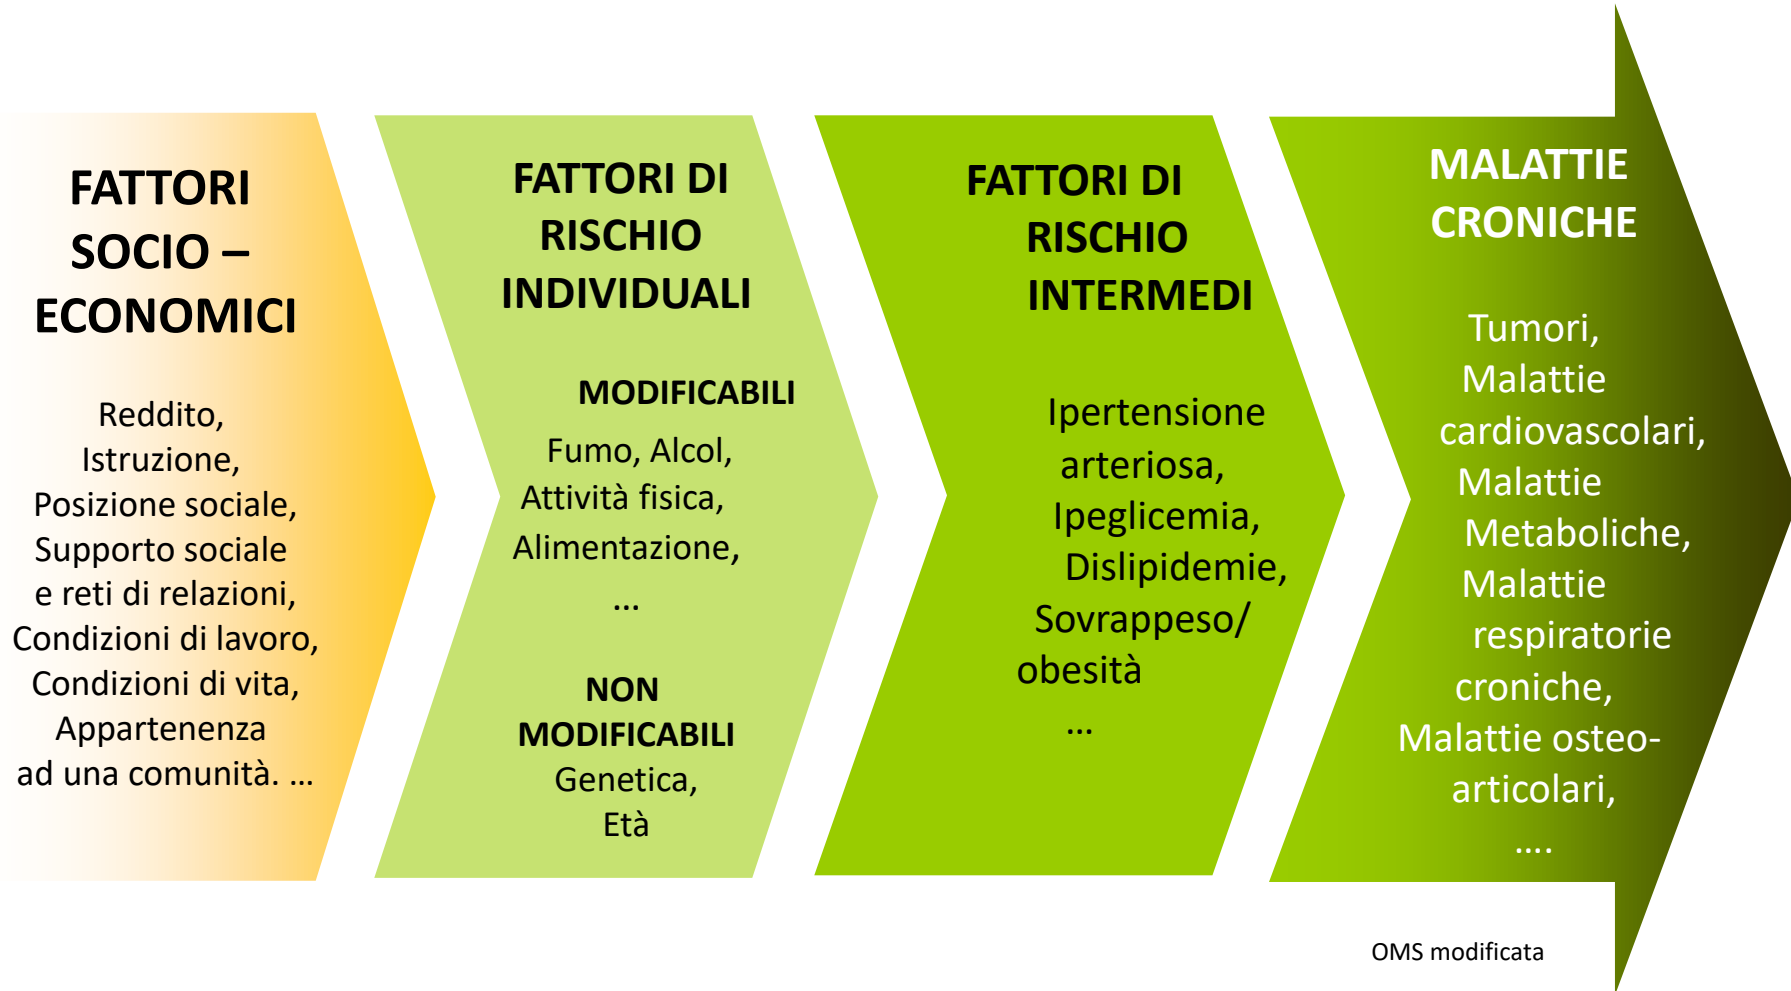 FATTORI
SOCIO –
ECONOMICI
Reddito,
Istruzione,
Posizione sociale,
Supporto sociale
e reti di relazioni,
Condizioni di lavoro,
Condizioni di vita,
Appartenenza
ad una comunità. ...
FATTORI DI
RISCHIO
INDIVIDUALI
MODIFICABILI
Fumo, Alcol,
Attività fisica,
Alimentazione,
...
NON
MODIFICABILI
Genetica,
Età
FATTORI DI
RISCHIO
INTERMEDI
Ipertensione
arteriosa,
Ipeglicemia,
Dislipidemie,
Sovrappeso/
obesità
...
MALATTIE
CRONICHE
Tumori,
Malattie
cardiovascolari,
Malattie
Metaboliche,
Malattie
respiratorie
croniche,
Malattie osteo-
articolari,
....
OMS modificata